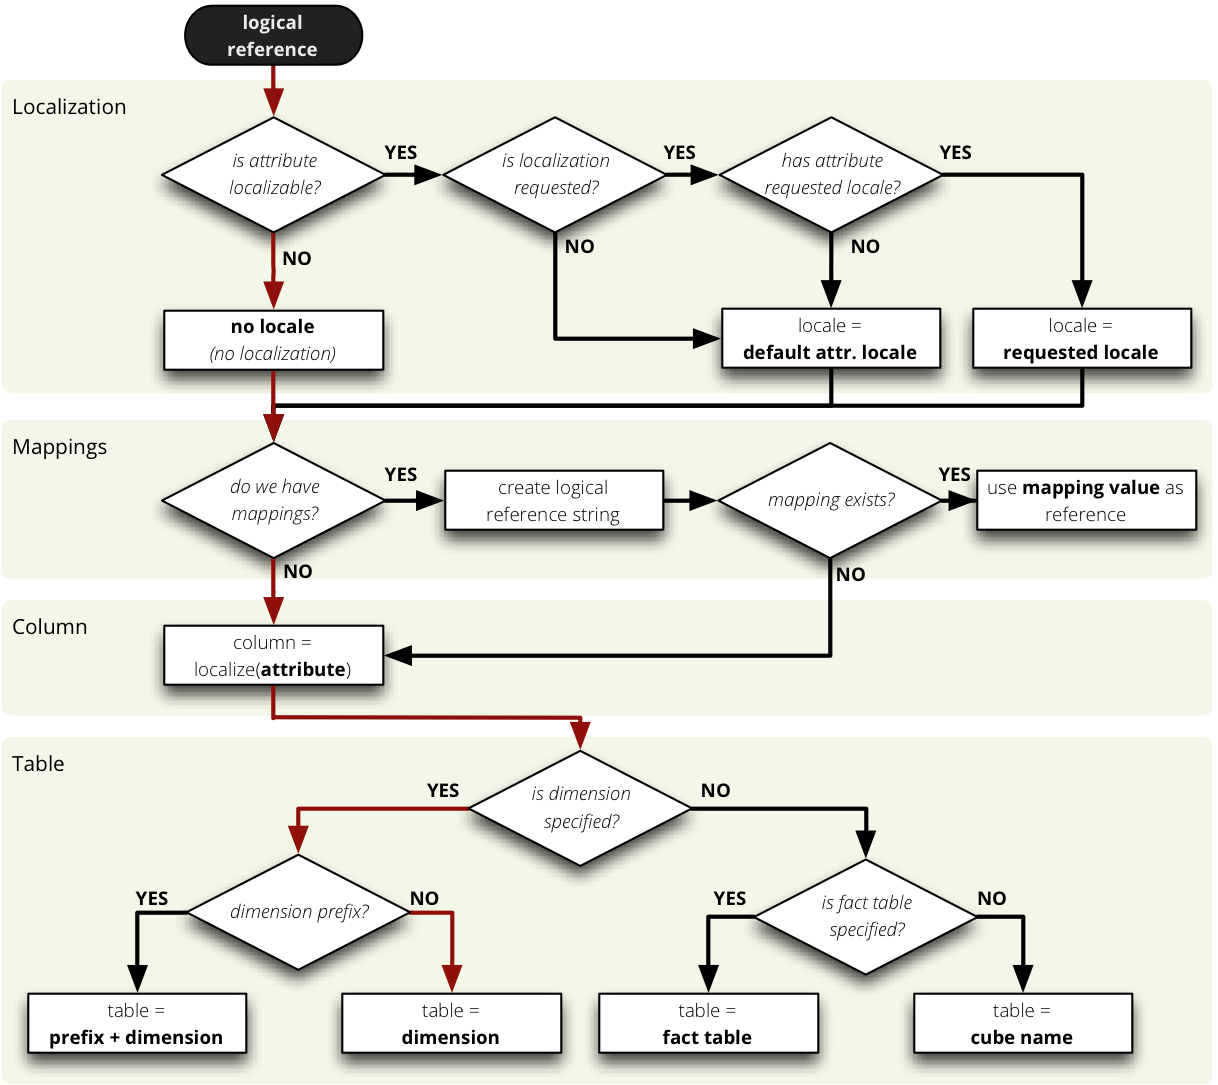 logical
reference
Localization
is attribute
localizable?
YES
is localization
requested?
YES
has attribute
requested locale?
YES
NO
NO
NO
no locale
(no localization)
locale =
default attr. locale
locale =
requested locale
Mappings
do we have
mappings?
YES
create logical
reference string
mapping exists?
YES
use mapping value as
reference
NO
NO
Column
column =
localize(attribute)
Table
is dimension
specified?
YES
NO
dimension prefix?
YES
NO
is fact table
specified?
YES
NO
table =
prefix + dimension
table =
dimension
table =
fact table
table =
cube name